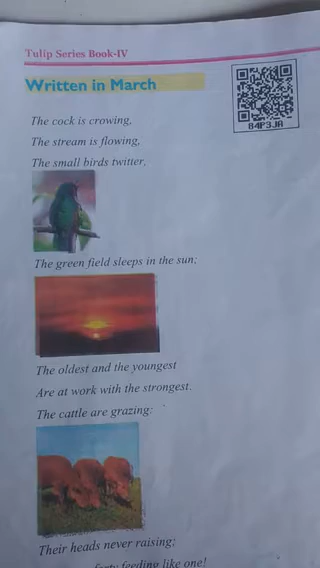 Tulip Series Book-IV
Written in March
84P3JA
The cock is crowing,
The stream is flowing,
The small birds twitter,
The green field sleeps in the sun;
The oldest and the youngest
Are at work with the strongest.
The cattle are grazing:
Their heads never raising;
forty feeding like one!